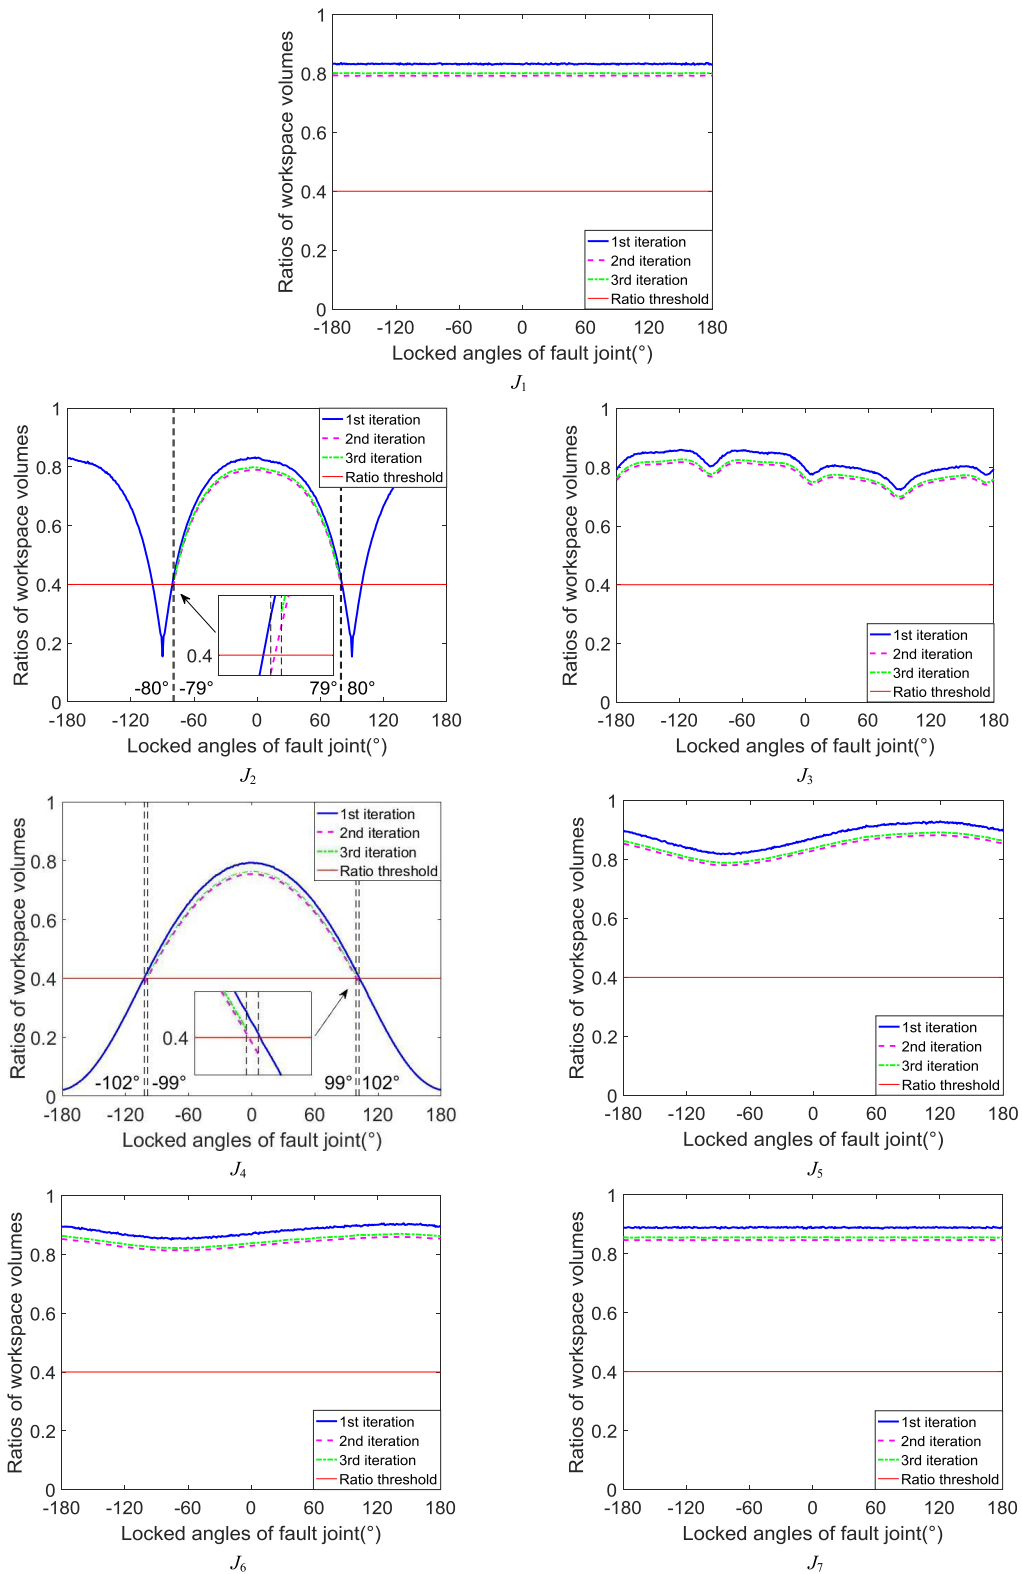 Ratios of workspace volumes
1
0.8
0.6
0.4
0.2
0
-180 -120 -60 0 60 120 180
1st iteration
2nd iteration
3rd iteration
Ratio threshold
Locked angles of fault joint(°)
J1
Ratios of workspace volumes
1
0.8
0.6
0.4
0.2
0
1st iteration
2nd iteration
3rd iteration
Ratio threshold
0.4
-80° -79° 79° 80°
-180 -120 -60 0 60 120 180
Locked angles of fault joint(°)
J2
Ratios of workspace volumes
1
0.8
0.6
0.4
0.2
0
1st iteration
2nd iteration
3rd iteration
Ratio threshold
-180 -120 -60 0 60 120 180
Locked angles of fault joint(°)
J3
Ratios of workspace volumes
1
0.8
0.6
0.4
0.2
0
1st iteration
2nd iteration
3rd iteration
Ratio threshold
0.4
-102° -99° 99° 102°
-180 -120 -60 0 60 120 180
Locked angles of fault joint(°)
J4
Ratios of workspace volumes
1
0.8
0.6
0.4
0.2
0
1st iteration
2nd iteration
3rd iteration
Ratio threshold
-180 -120 -60 0 60 120 180
Locked angles of fault joint(°)
J5
Ratios of workspace volumes
1
0.8
0.6
0.4
0.2
0
1st iteration
2nd iteration
3rd iteration
Ratio threshold
-180 -120 -60 0 60 120 180
Locked angles of fault joint(°)
J6
Ratios of workspace volumes
1
0.8
0.6
0.4
0.2
0
1st iteration
2nd iteration
3rd iteration
Ratio threshold
-180 -120 -60 0 60 120 180
Locked angles of fault joint(°)
J7